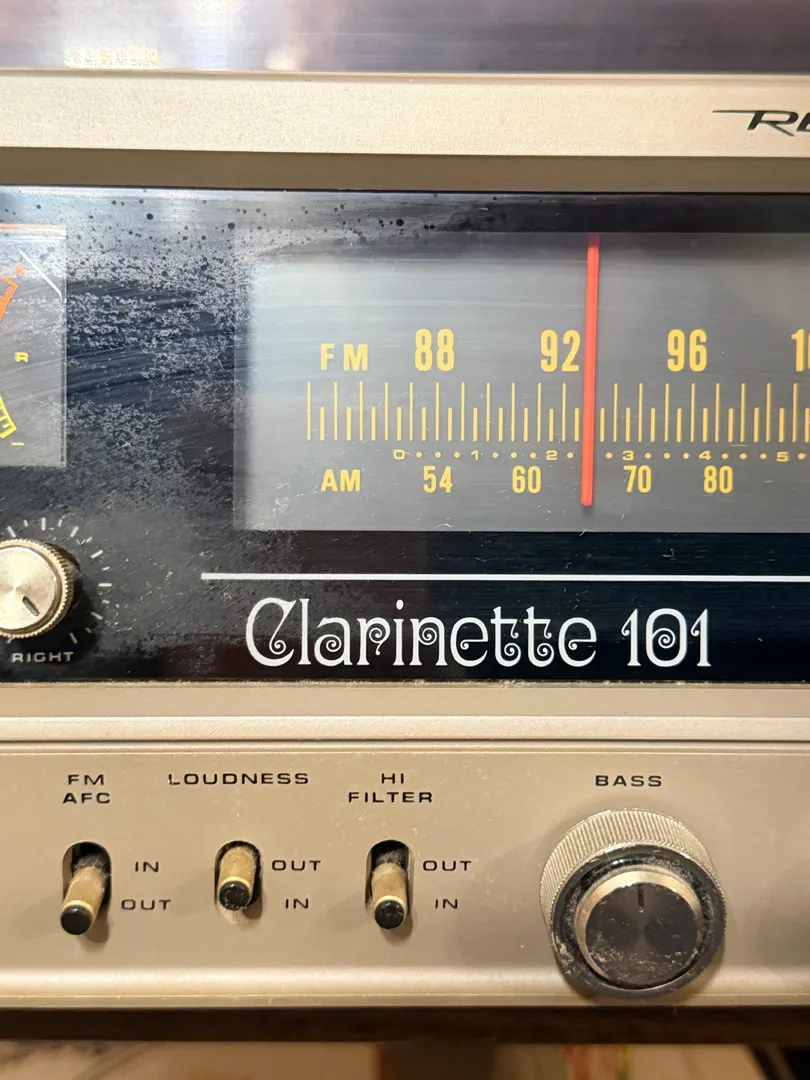 R
FM 88 92 96
0 1 2 3 4 5
AM 54 60 70 80
Clarinette 101
RIGHT
FM AFC
LOUDNESS
HI FILTER
BASS
IN
OUT
OUT
IN
OUT
IN